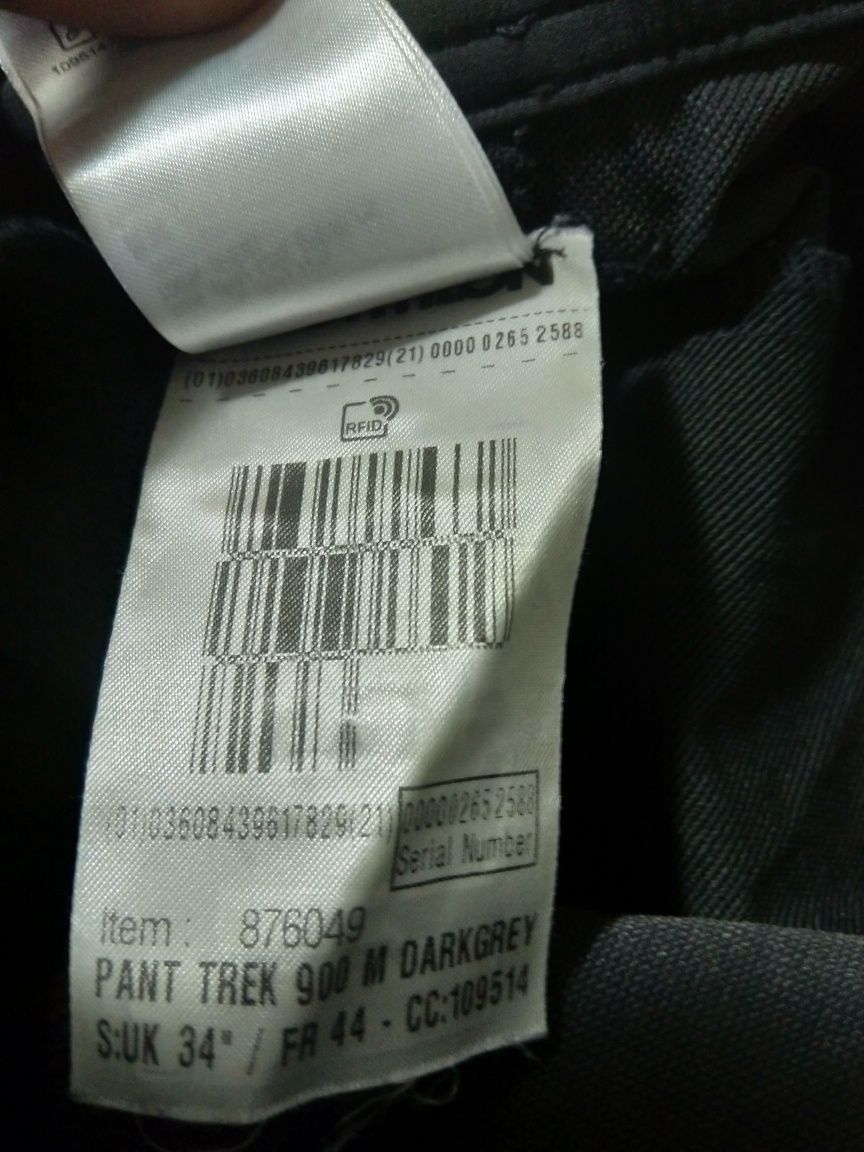 (01)03608439617829(21) 0000 0265 2588
RFID
(01)03608439617829(21) 000002652588
Serial Number
Item : 876049
PANT TREK 900 M DARKGREY
S:UK 34" / FR 44 - CC:109514